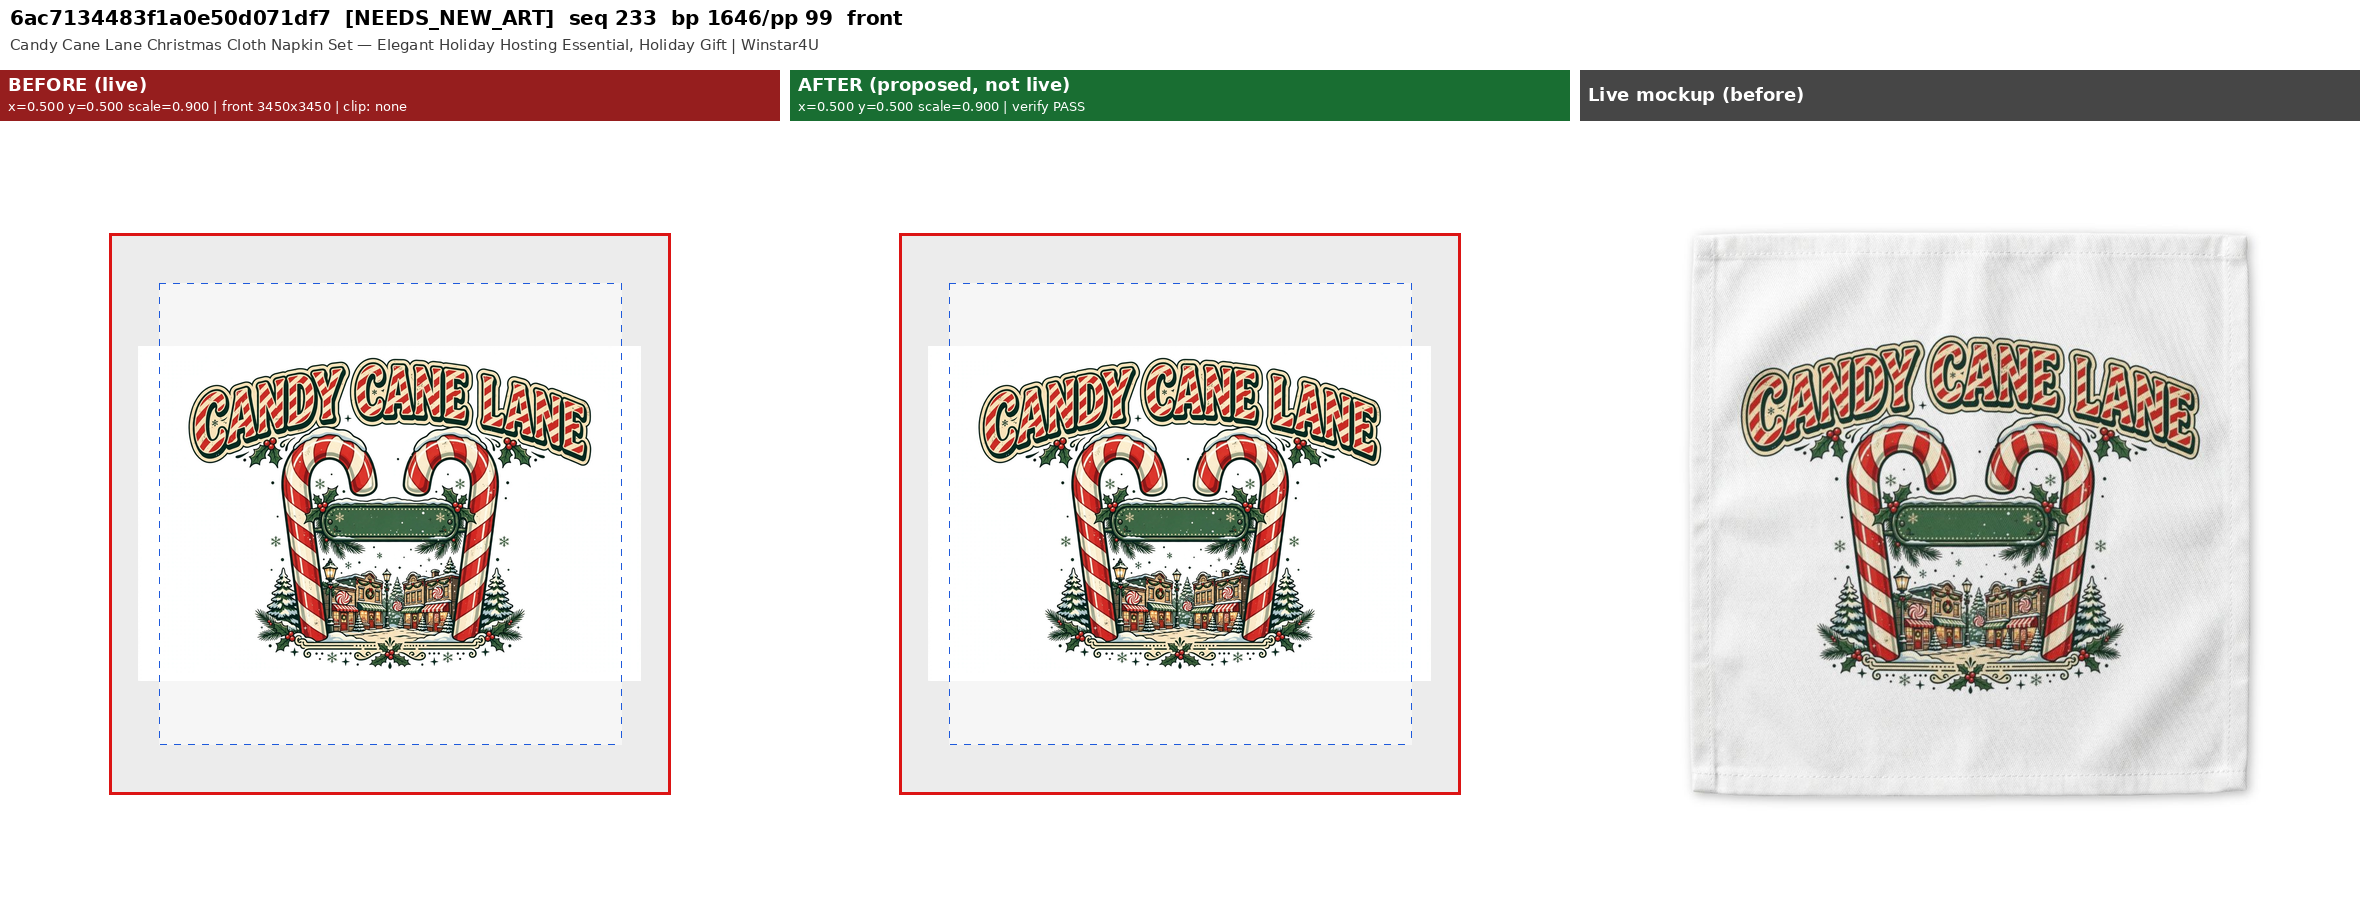 6ac7134483f1a0e50d071df7 [NEEDS_NEW_ART] seq 233 bp 1646/pp 99 front
Candy Cane Lane Christmas Cloth Napkin Set — Elegant Holiday Hosting Essential, Holiday Gift | Winstar4U
BEFORE (live)
x=0.500 y=0.500 scale=0.900 | front 3450x3450 | clip: none
AFTER (proposed, not live)
x=0.500 y=0.500 scale=0.900 | verify PASS
Live mockup (before)
CANDY CANE LANE
CANDY CANE LANE
CANDY CANE LANE